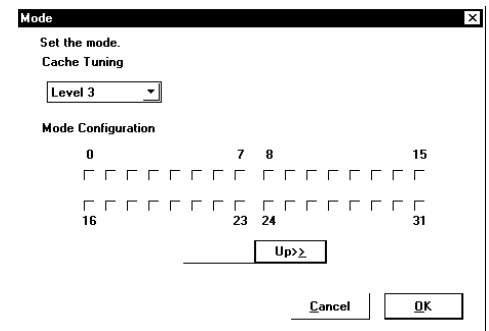 Mode
Set the mode.
Cache Tuning
Level 3
Mode Configuration
0 7 8 15
16 23 24 31
Up>>
Cancel OK